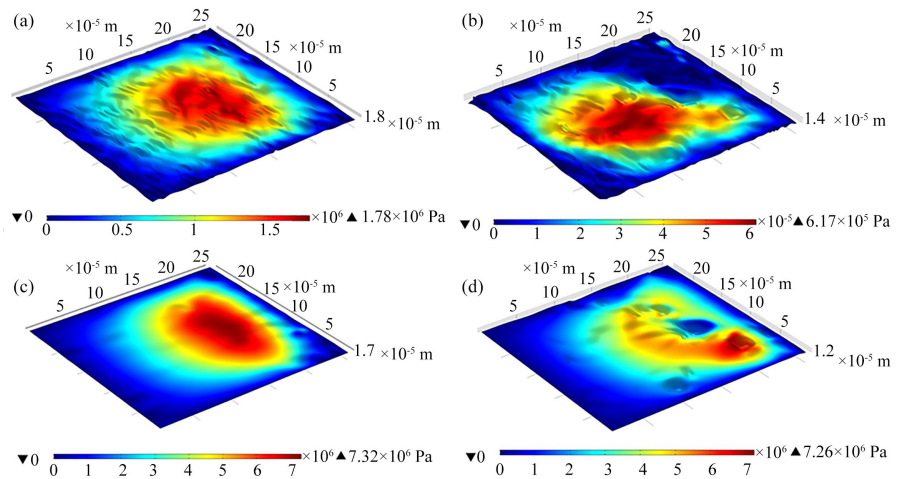 (a)
×10⁻⁵ m
5
10
15
20
25
20
×10⁻⁵ m
15
10
5
1.8 ×10⁻⁵ m
▼0
0 0.5 1 1.5
×10⁶ ▲ 1.78×10⁶ Pa
(b)
×10⁻⁵ m
5
10
15
20
25
20
15 ×10⁻⁵ m
10
5
1.4 ×10⁻⁵ m
▼0
0 1 2 3 4 5 6
×10⁻⁵ ▲6.17×10⁵ Pa
(c)
×10⁻⁵ m
5
10
15
20
25
20
15 ×10⁻⁵ m
10
5
1.7 ×10⁻⁵ m
▼0
0 1 2 3 4 5 6 7
×10⁶ ▲7.32×10⁶ Pa
(d)
×10⁻⁵ m
5
10
15
20
25
20
15 ×10⁻⁵ m
10
5
1.2
×10⁻⁵ m
▼0
0 1 2 3 4 5 6 7
×10⁶ ▲7.26×10⁶ Pa